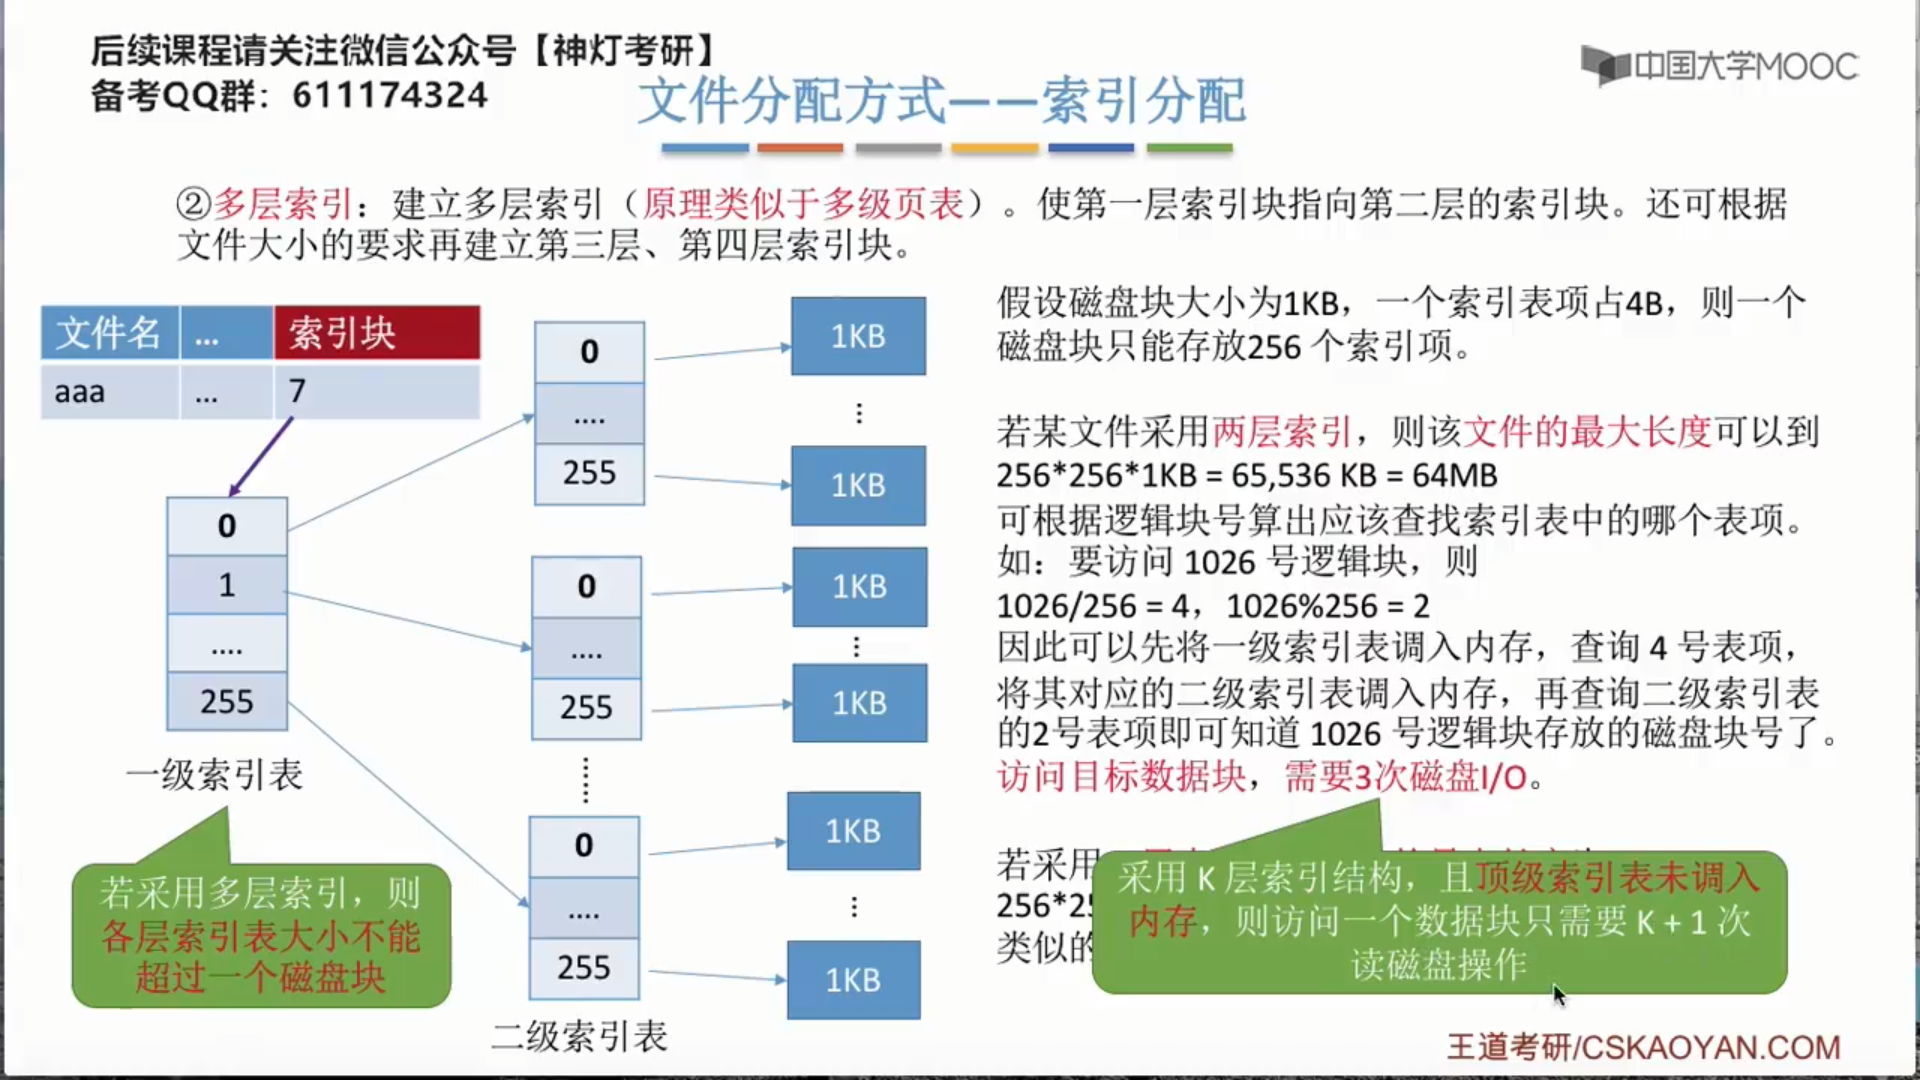 后续课程请关注微信公众号【神灯考研】
备考QQ群：611174324
中国大学MOOC
文件分配方式——索引分配
②多层索引：建立多层索引（原理类似于多级页表）。使第一层索引块指向第二层的索引块。还可根据
文件大小的要求再建立第三层、第四层索引块。
文件名 ... 索引块
aaa ... 7
0
1
....
255
一级索引表
若采用多层索引，则
各层索引表大小不能
超过一个磁盘块
0
....
255
0
....
255
0
....
255
二级索引表
1KB
1KB
1KB
1KB
1KB
1KB
假设磁盘块大小为1KB，一个索引表项占4B，则一个
磁盘块只能存放256 个索引项。
若某文件采用两层索引，则该文件的最大长度可以到
256*256*1KB = 65,536 KB = 64MB
可根据逻辑块号算出应该查找索引表中的哪个表项。
如：要访问 1026 号逻辑块，则
1026/256 = 4，1026%256 = 2
因此可以先将一级索引表调入内存，查询 4 号表项，
将其对应的二级索引表调入内存，再查询二级索引表
的2号表项即可知道 1026 号逻辑块存放的磁盘块号了。
访问目标数据块，需要3次磁盘I/O。
若采用
256*2
类似的
采用 K 层索引结构，且顶级索引表未调入
内存，则访问一个数据块只需要 K + 1 次
读磁盘操作
王道考研/CSKAOYAN.COM